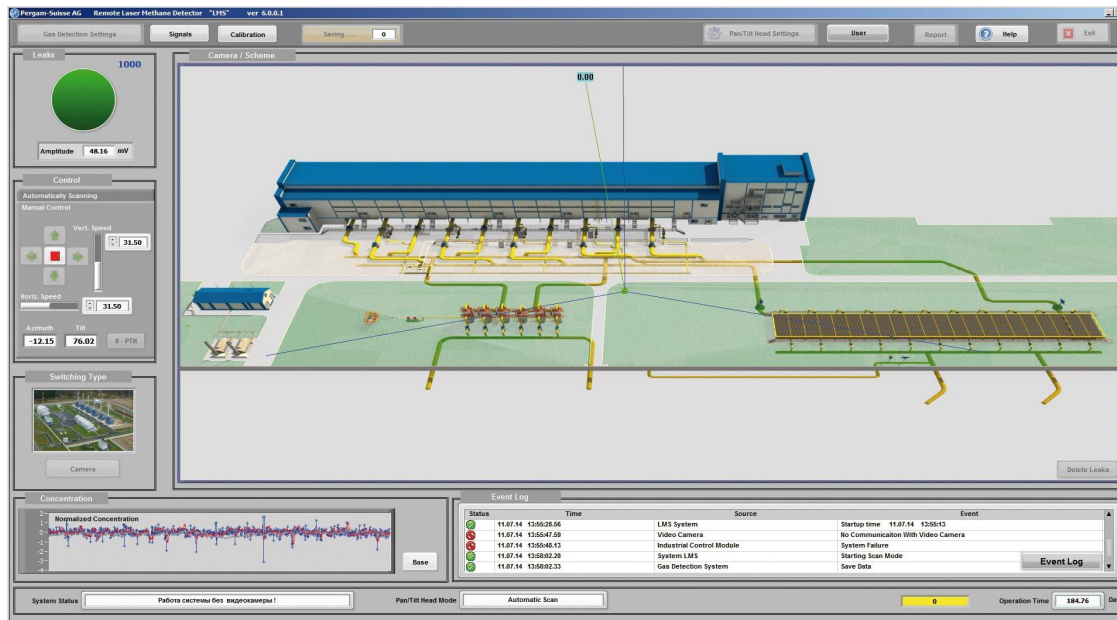 Pergam-Suisse AG Remote Laser Methane Detector "LMS" ver 6.0.0.1
Gas Detection Settings Signals Calibration Saving . . . 0 Pan/Tilt Head Settings User Report Help Exit
Leaks
1000
Amplitude 48.16 mV
Control
Automatically Scanning
Manual Control
Vert. Speed
31.50
Horiz. Speed
31.50
Azimuth Tilt
-12.15 76.02 0 - PTH
Switching Type
Camera
Camera / Scheme
0.00
Delete Leaks
Concentration
Normalized Concentration
2
1
0
-1
-2
-3
-4
Base
Event Log
Status Time Source Event
11.07.14 13:55:28.56 LMS System Startup time 11.07.14 13:55:13
11.07.14 13:55:47.59 Video Camera No Communicaiton With Video Camera
11.07.14 13:55:48.13 Industrial Control Module System Failure
11.07.14 13:58:02.28 System LMS Starting Scan Mode
11.07.14 13:58:02.33 Gas Detection System Save Data
Event Log
System Status Работа системы без видеокамеры ! Pan/Tilt Head Mode Automatic Scan 0 Operation Time 184.76 Da